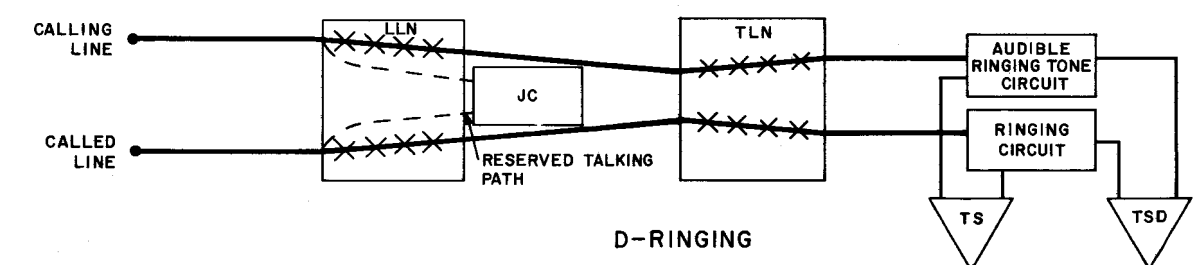 CALLING
LINE
LLN
TLN
AUDIBLE
RINGING TONE
CIRCUIT
JC
CALLED
LINE
RESERVED TALKING
PATH
RINGING
CIRCUIT
TS
TSD
D-RINGING